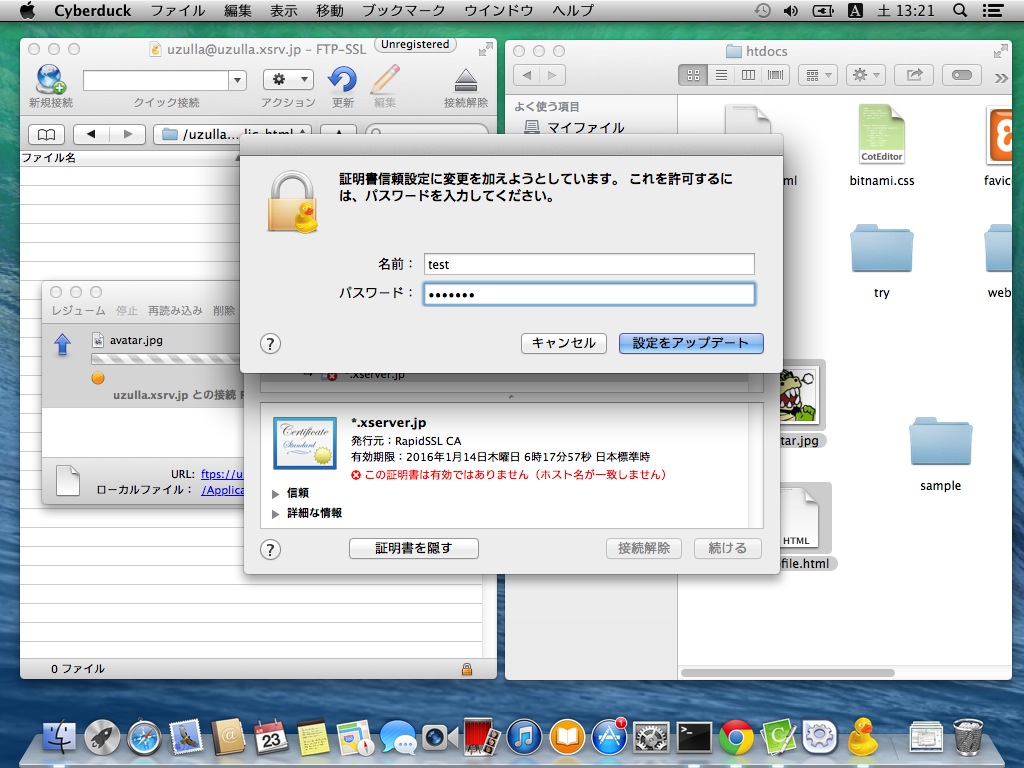 Cyberduck ファイル 編集 表示 移動 ブックマーク ウインドウ ヘルプ
A 土 13:21
uzulla@uzulla.xsrv.jp – FTP-SSL
Unregistered
新規接続 クイック接続 アクション 更新 編集 接続解除
/uzulla...lic_html
ファイル名
htdocs
よく使う項目
マイファイル
ml
CotEditor
bitnami.css
favic
try
web
tar.jpg
sample
HTML
file.html
証明書信頼設定に変更を加えようとしています。 これを許可するに
は、パスワードを入力してください。
名前： test
パスワード： •••••••
? キャンセル 設定をアップデート
レジューム 停止 再読み込み 削除
avatar.jpg
uzulla.xsrv.jp との接続
URL: ftps://u
ローカルファイル： /Applica
*.xserver.jp
Certificate
Standard
*.xserver.jp
発行元：RapidSSL CA
有効期限：2016年1月14日木曜日 6時17分57秒 日本標準時
この証明書は有効ではありません（ホスト名が一致しません）
信頼
詳細な情報
? 証明書を隠す 接続解除 続ける
0 ファイル
23
1